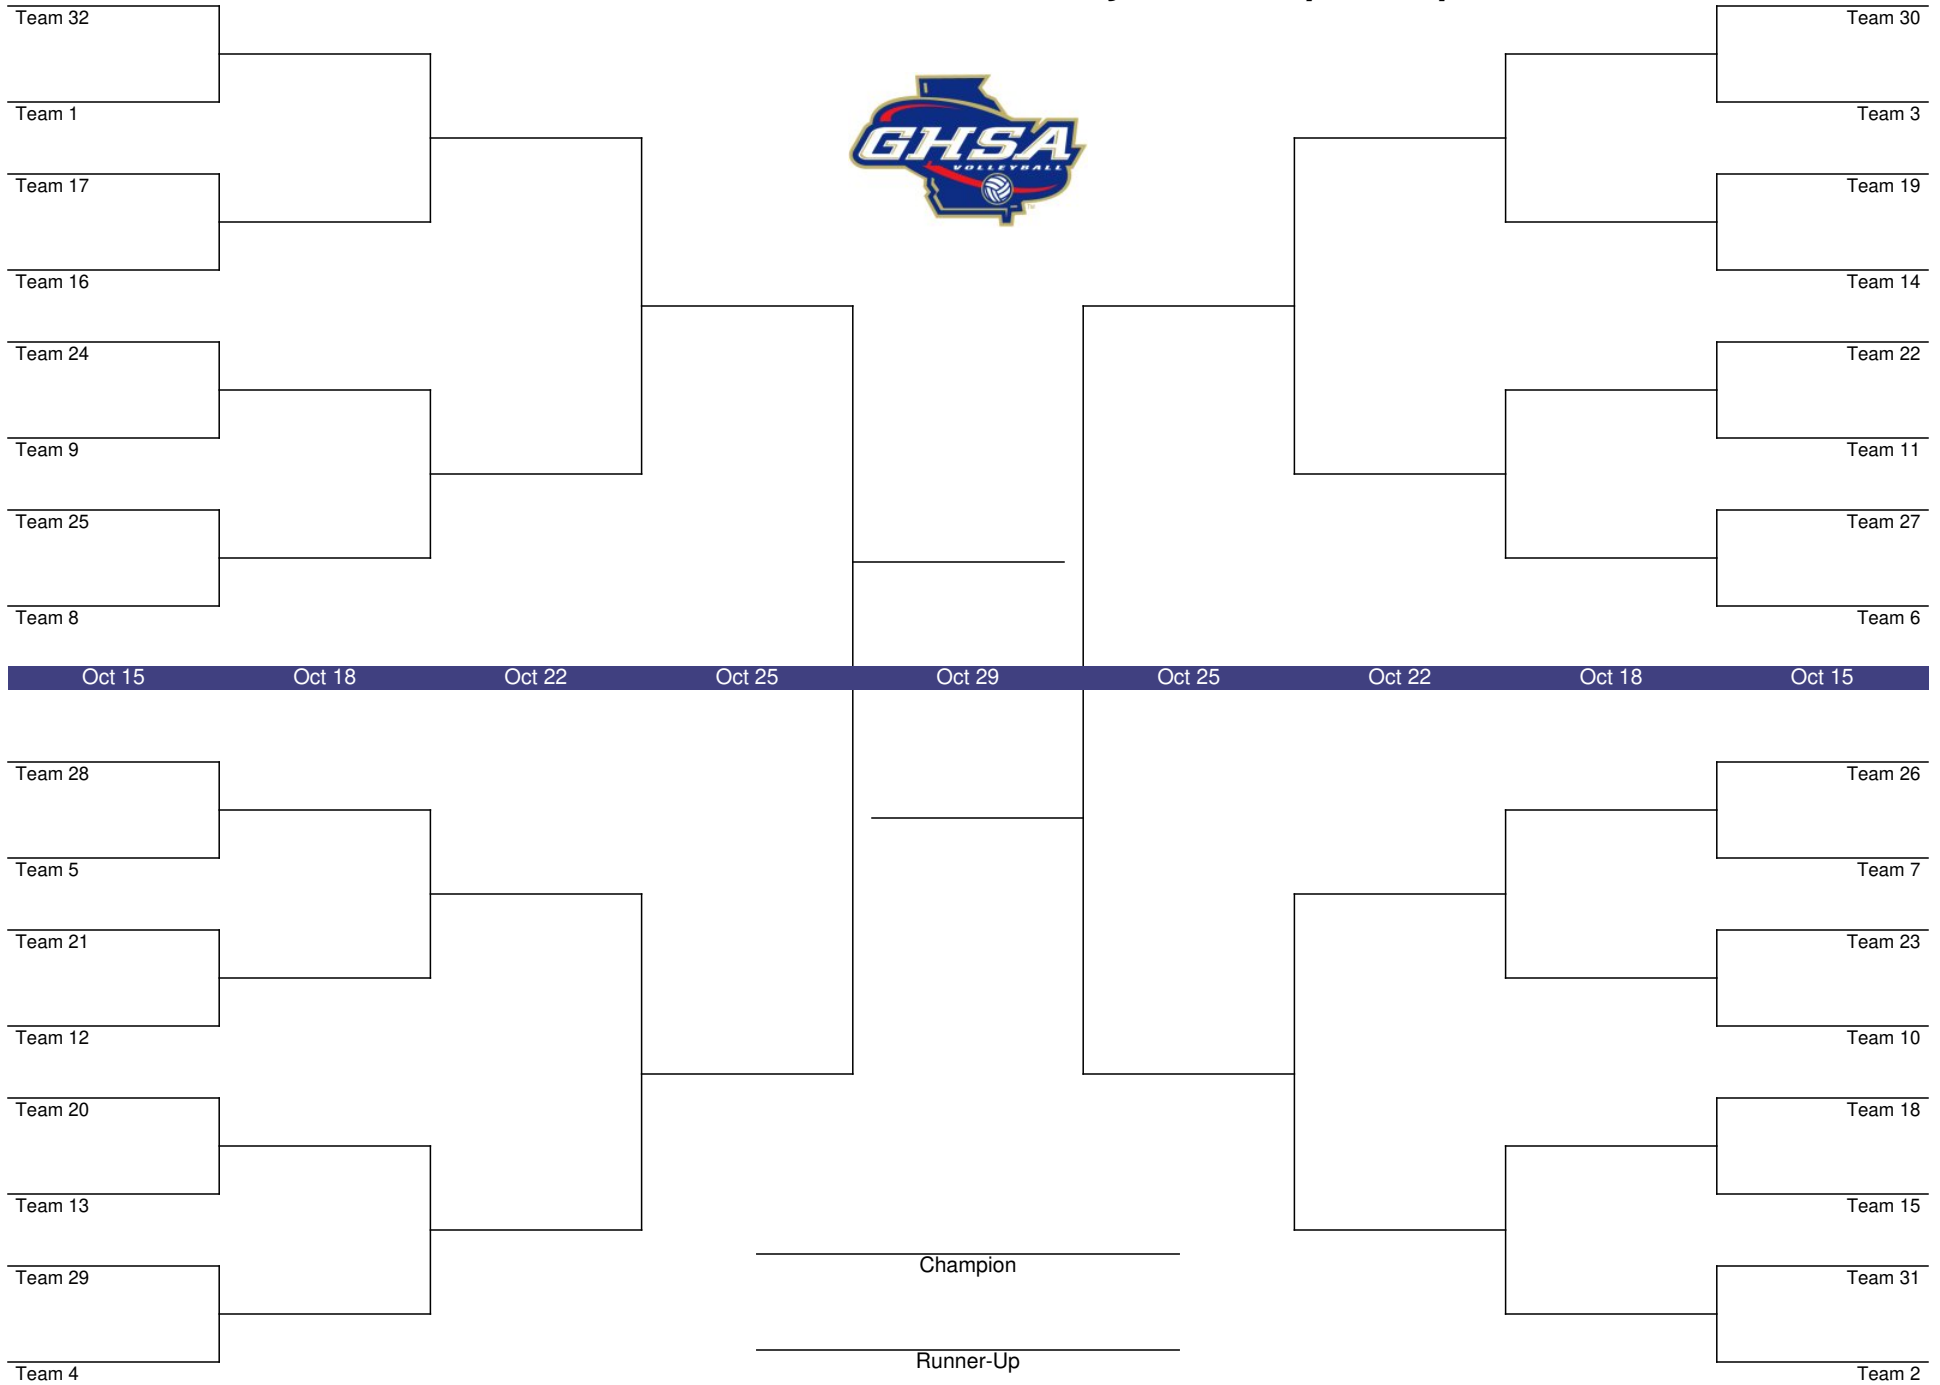 Team 32
Team 1
Team 17
Team 16
Team 24
Team 9
Team 25
Team 8
GHSA
VOLLEYBALL
Team 30
Team 3
Team 19
Team 14
Team 22
Team 11
Team 27
Team 6
Oct 15 Oct 18 Oct 22 Oct 25 Oct 29 Oct 25 Oct 22 Oct 18 Oct 15
Team 28
Team 5
Team 21
Team 12
Team 20
Team 13
Team 29
Team 4
Champion
Runner-Up
Team 26
Team 7
Team 23
Team 10
Team 18
Team 15
Team 31
Team 2